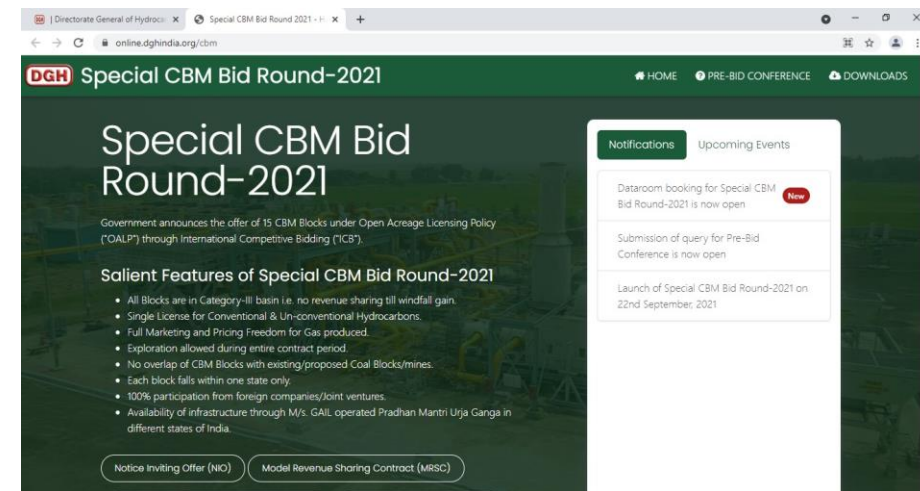 | Directorate General of Hydroca
Special CBM Bid Round 2021 - H
online.dghindia.org/cbm
DGH Special CBM Bid Round-2021
HOME
PRE-BID CONFERENCE
DOWNLOADS
Special CBM Bid
Round-2021
Government announces the offer of 15 CBM Blocks under Open Acreage Licensing Policy
("OALP") through International Competitive Bidding ("ICB").
Salient Features of Special CBM Bid Round-2021
All Blocks are in Category-III basin i.e. no revenue sharing till windfall gain.
Single License for Conventional & Un-conventional Hydrocarbons.
Full Marketing and Pricing Freedom for Gas produced.
Exploration allowed during entire contract period.
No overlap of CBM Blocks with existing/proposed Coal Blocks/mines.
Each block falls within one state only.
100% participation from foreign companies/Joint ventures.
Availability of infrastructure through M/s. GAIL operated Pradhan Mantri Urja Ganga in
different states of India.
Notice Inviting Offer (NIO)
Model Revenue Sharing Contract (MRSC)
Notifications
Upcoming Events
Dataroom booking for Special CBM
Bid Round-2021 is now open
New
Submission of query for Pre-Bid
Conference is now open
Launch of Special CBM Bid Round-2021 on
22nd September, 2021